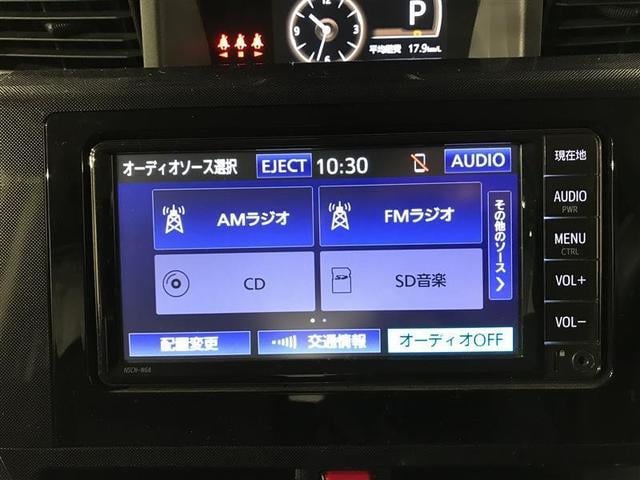 12
P
平均燃費 17.9km/L
オーディオソース選択 EJECT 10:30 AUDIO
現在地
AMラジオ FMラジオ
その他のソース
AUDIO
PWR
MENU
CTRL
CD SD音楽
VOL+
VOL-
配置変更 交通情報 オーディオOFF
NSCN-W68